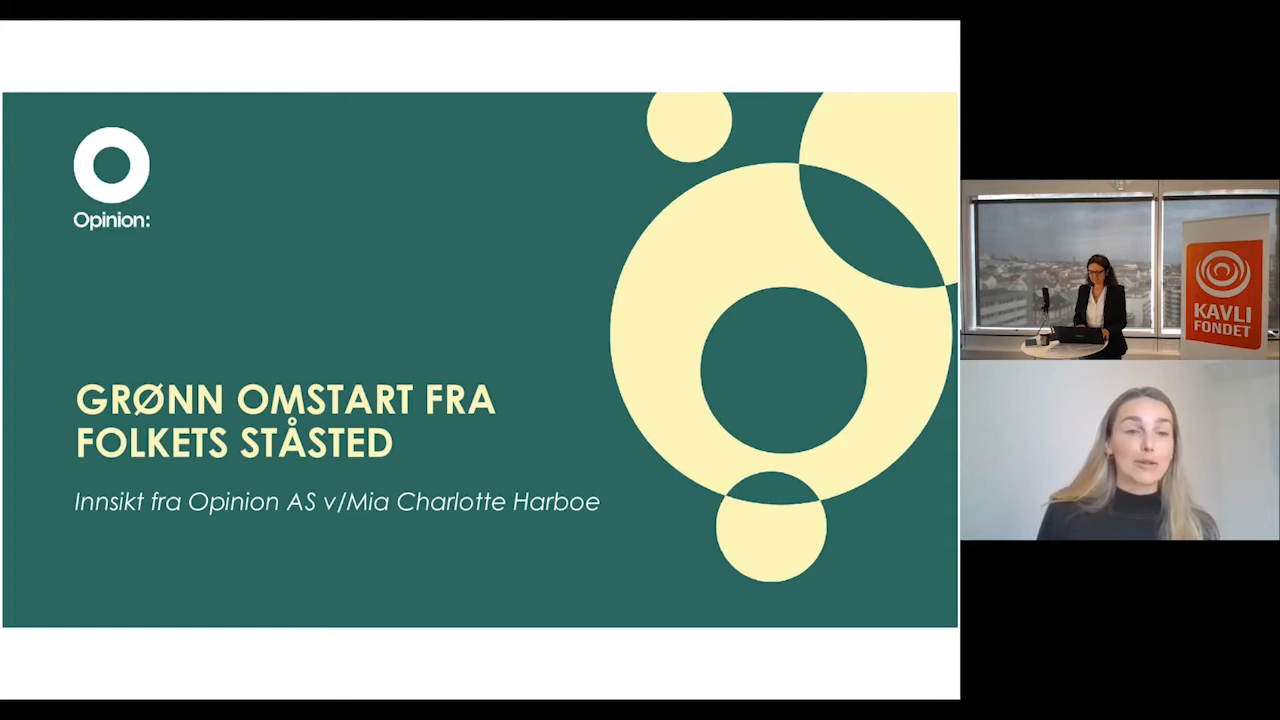 Opinion:
GRØNN OMSTART FRA
FOLKETS STÅSTED
Innsikt fra Opinion AS v/Mia Charlotte Harboe
KAVLI
FONDET